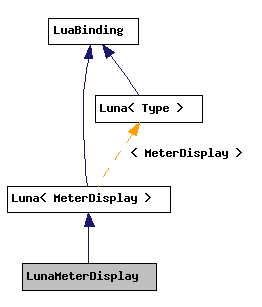 LuaBinding
Luna< Type >
< MeterDisplay >
Luna< MeterDisplay >
LunaMeterDisplay